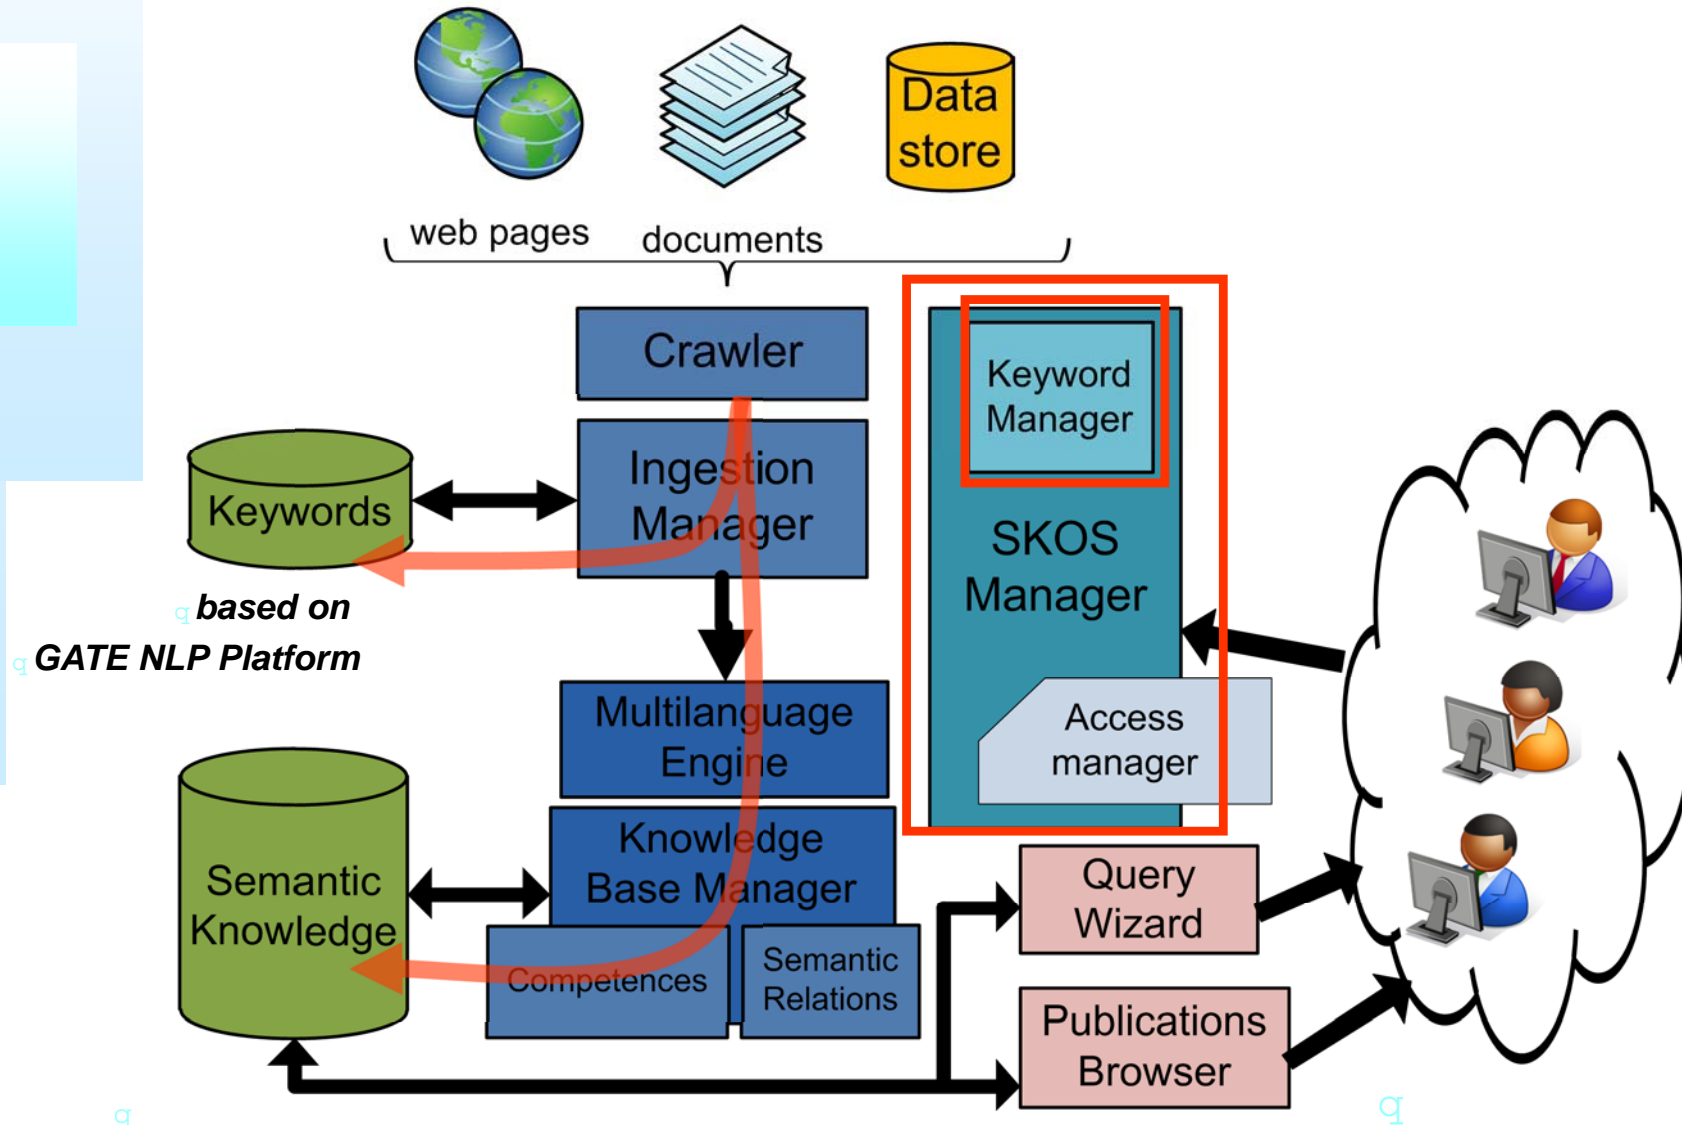 Data
store
web pages
documents
Crawler
Keyword
Manager
Ingestion
Manager
Keywords
SKOS
Manager
q based on
q GATE NLP Platform
Multilanguage
Engine
Access
manager
Knowledge
Base Manager
Semantic
Knowledge
Query
Wizard
Competences
Semantic
Relations
Publications
Browser
q
q